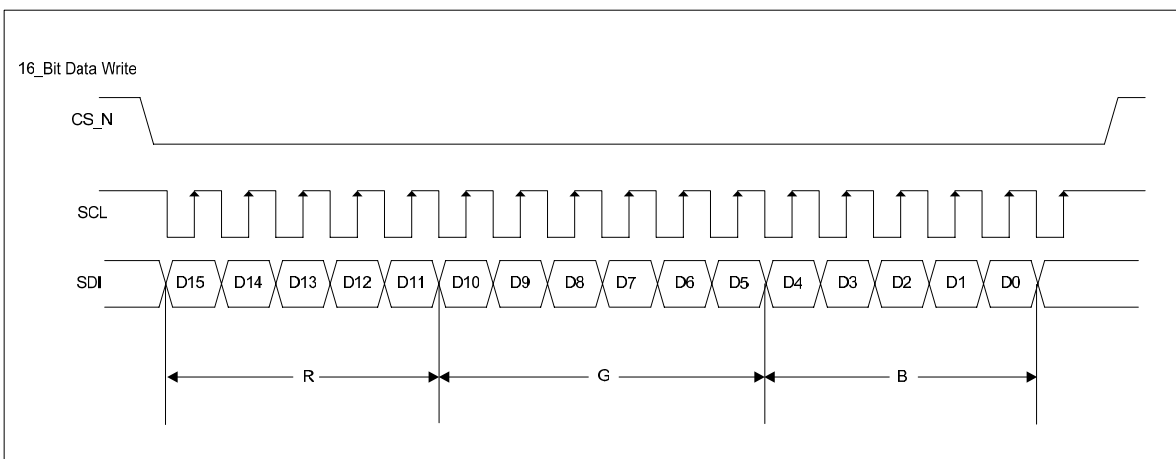 16_Bit Data Write
CS_N
SCL
SDI D15 D14 D13 D12 D11 D10 D9 D8 D7 D6 D5 D4 D3 D2 D1 D0
R G B